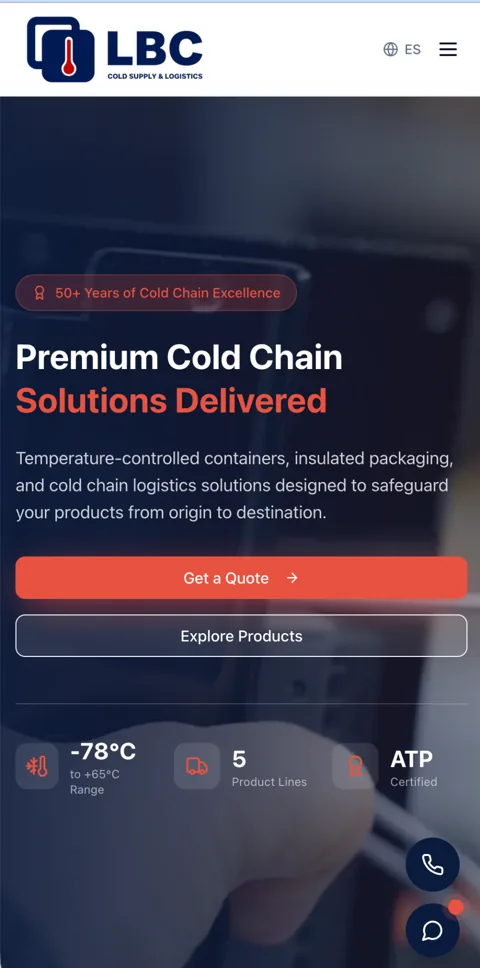 LBC
COLD SUPPLY & LOGISTICS
ES
50+ Years of Cold Chain Excellence
Premium Cold Chain
Solutions Delivered
Temperature-controlled containers, insulated packaging,
and cold chain logistics solutions designed to safeguard
your products from origin to destination.
Get a Quote →
Explore Products
-78°C
to +65°C
Range
5
Product Lines
ATP
Certified